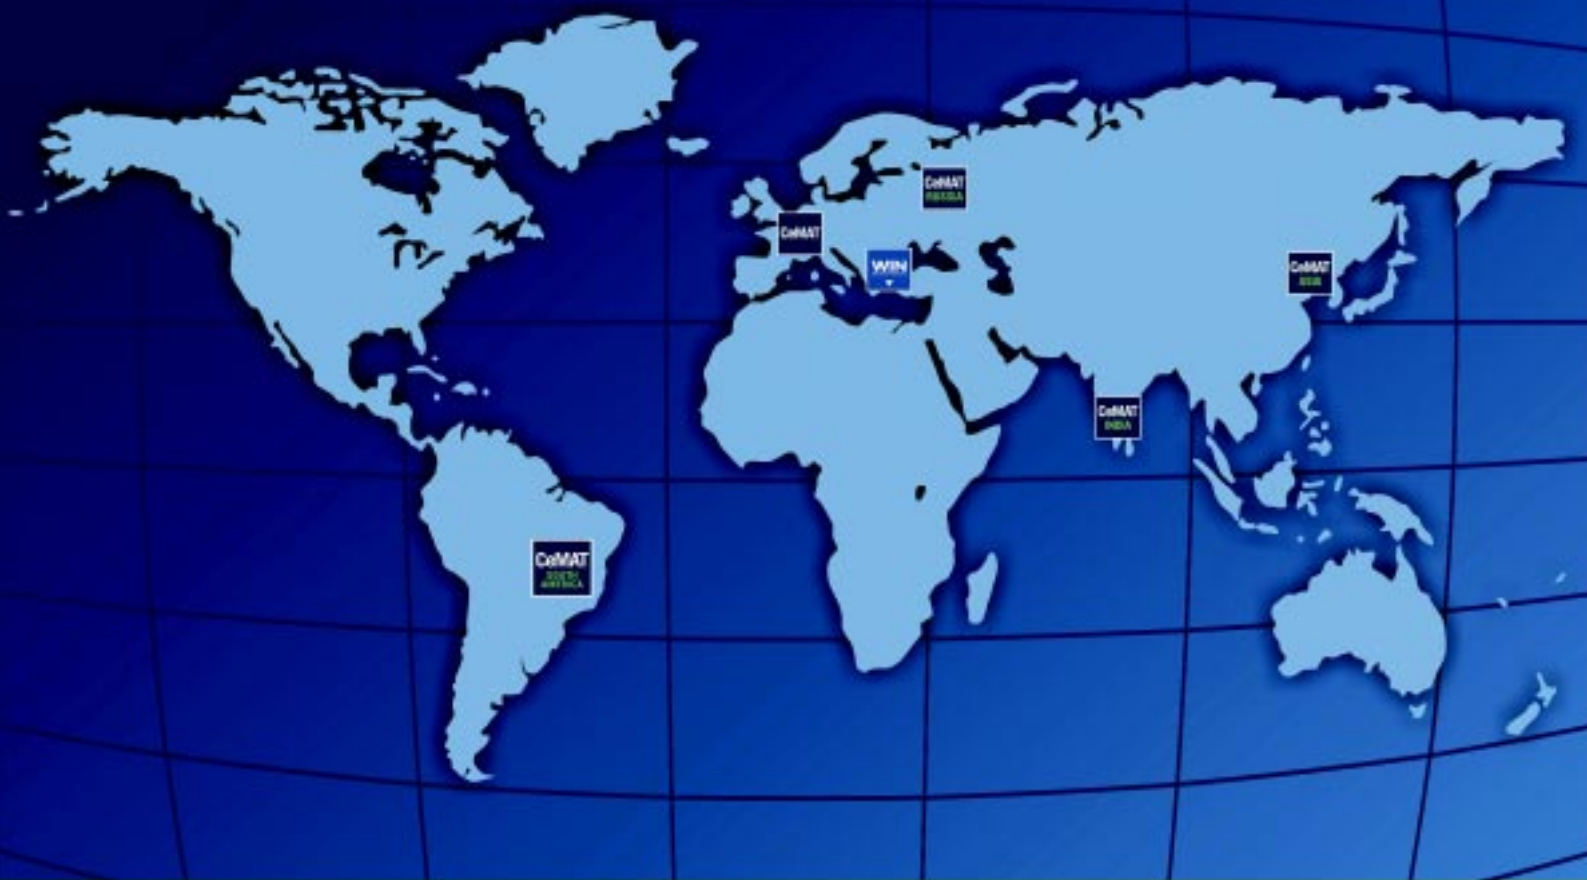 CeMAT
RUSSIA
CeMAT
WIN
CeMAT
ASIA
CeMAT
INDIA
CeMAT
SOUTH
AMERICA